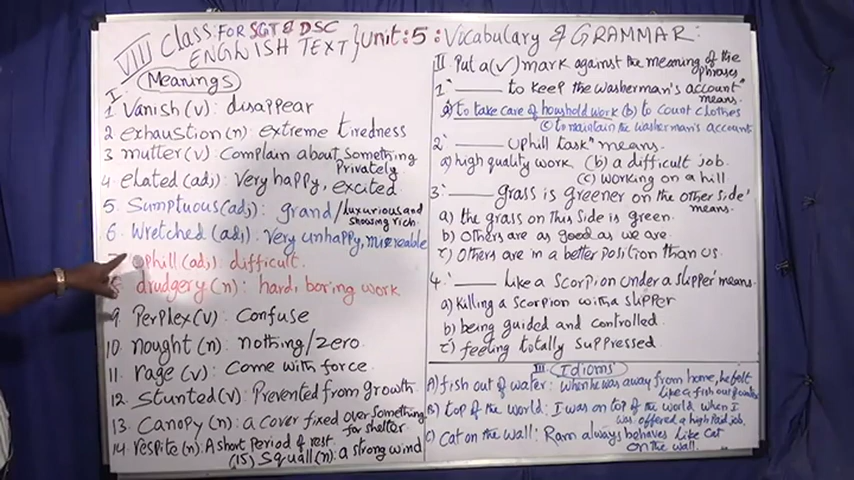 VIII Class: FOR SGT & DSC
ENGLISH TEXT} Unit: 5: Vocabulary & GRAMMAR:
I. Meanings
1 Vanish (v): disappear
2 exhaustion (n): extreme tiredness
3 mutter (v): Complain about something
privately.
4. elated (adj): Very happy, excited
5. Sumptuous (adj): grand/luxurious and
showing rich.
6. Wretched (adj). Very unhappy, misreable
uphill (adj). difficult.
8 drudgery (n): hard, boring work
9 Perplex (v): Confuse
10 nought (n): nothing/zero
11 rage (v): Come with force
12. Stunted (v): Prevented from growth
13. Canopy (n): a cover fixed over something
for shelter.
14. respite (n): A short Period of rest.
(15) Squall (n): a strong wind
II. Put a (√) mark against the meaning of the
phrases
1. "_____ to keep the washerman's account"
means.
a) To take care of houshold work (b) to count clothes
(c) to maintain the washerman's accounts
2. _____ uphill task" means.
a) high quality work (b) a difficult job.
(c) working on a hill
3. _____ grass is greener on the other side'
means.
a) the grass on this side is green.
b) others are as good as we are
c) others are in a better position than us.
4. _____ Like a Scorpion under a slipper' means
a) killing a scorpion with a slipper
b) being guided and controlled
c) feeling totally suppressed
III. Idioms
A) fish out of water: when he was away from home, he felt
like a fish out of water
B) top of the world: I was on top of the world when I
was offered a high Paid job.
C) Cat on the wall: Ram always behaves like Cat
on the wall.